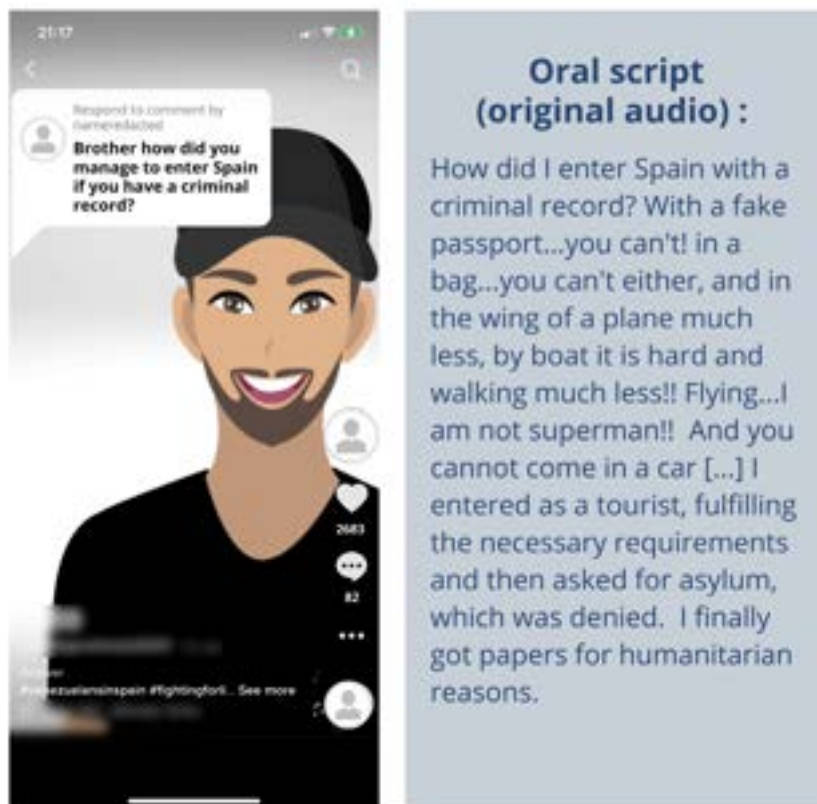 21:17
Respond to comment by
nameredacted
Brother how did you
manage to enter Spain
if you have a criminal
record?
2683
82
#venezuelansinspain #fightingforli... See more
Oral script
(original audio) :
How did I enter Spain with a
criminal record? With a fake
passport...you can't! in a
bag...you can't either, and in
the wing of a plane much
less, by boat it is hard and
walking much less!! Flying...I
am not superman!! And you
cannot come in a car [...] I
entered as a tourist, fulfilling
the necessary requirements
and then asked for asylum,
which was denied. I finally
got papers for humanitarian
reasons.